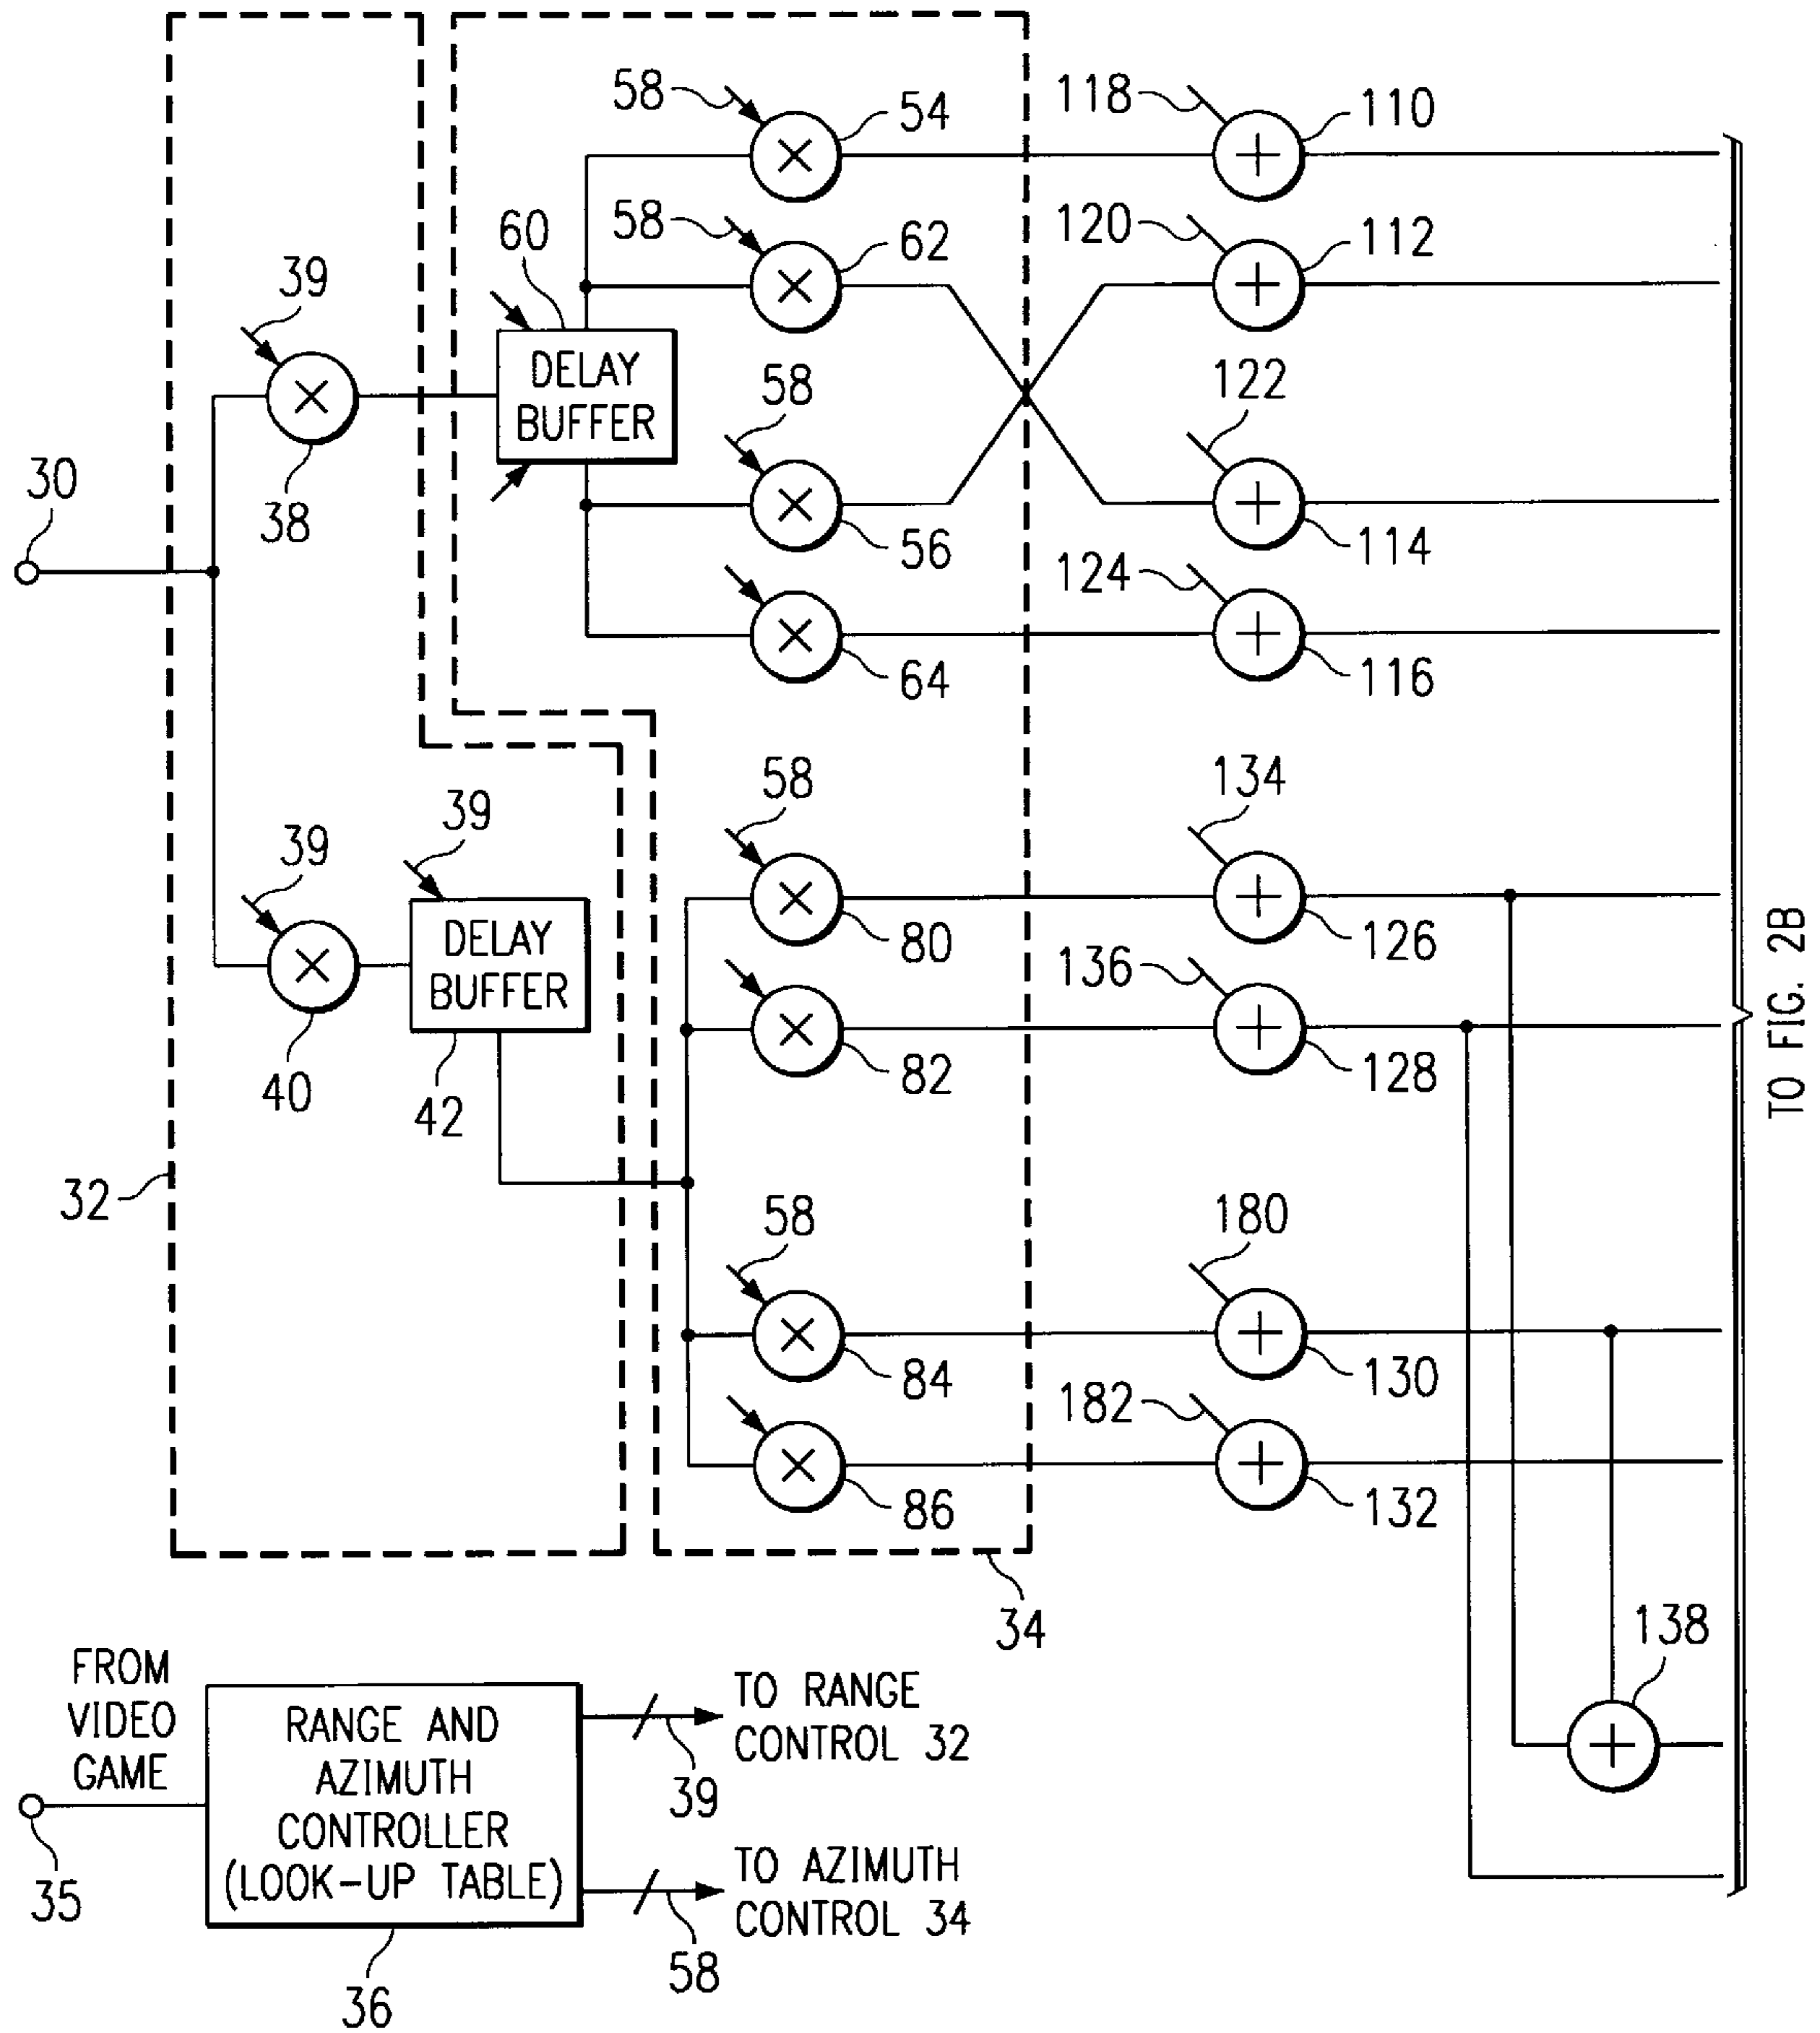 58
54
118
110
58
62
120
112
60
39
DELAY
BUFFER
58
122
38
30
56
114
124
64
116
58
134
39
39
DELAY
BUFFER
80
126
136
82
128
40
42
32
58
180
84
130
182
86
132
34
138
TO FIG. 2B
FROM
VIDEO
GAME
35
RANGE AND
AZIMUTH
CONTROLLER
(LOOK-UP TABLE)
36
TO RANGE
CONTROL 32
39
TO AZIMUTH
CONTROL 34
58